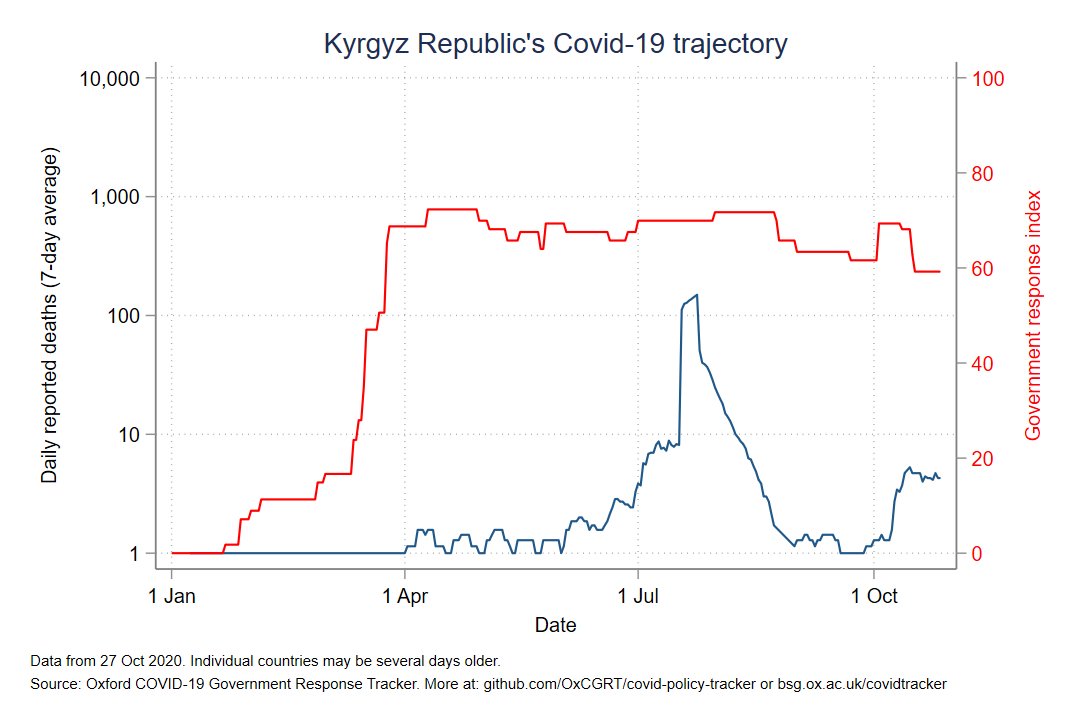 Kyrgyz Republic's Covid-19 trajectory
10,000
1,000
100
10
1
Daily reported deaths (7-day average)
100
80
60
40
20
0
Government response index
1 Jan
1 Apr
1 Jul
1 Oct
Date
Data from 27 Oct 2020. Individual countries may be several days older.
Source: Oxford COVID-19 Government Response Tracker. More at: github.com/OxCGRT/covid-policy-tracker or bsg.ox.ac.uk/covidtracker